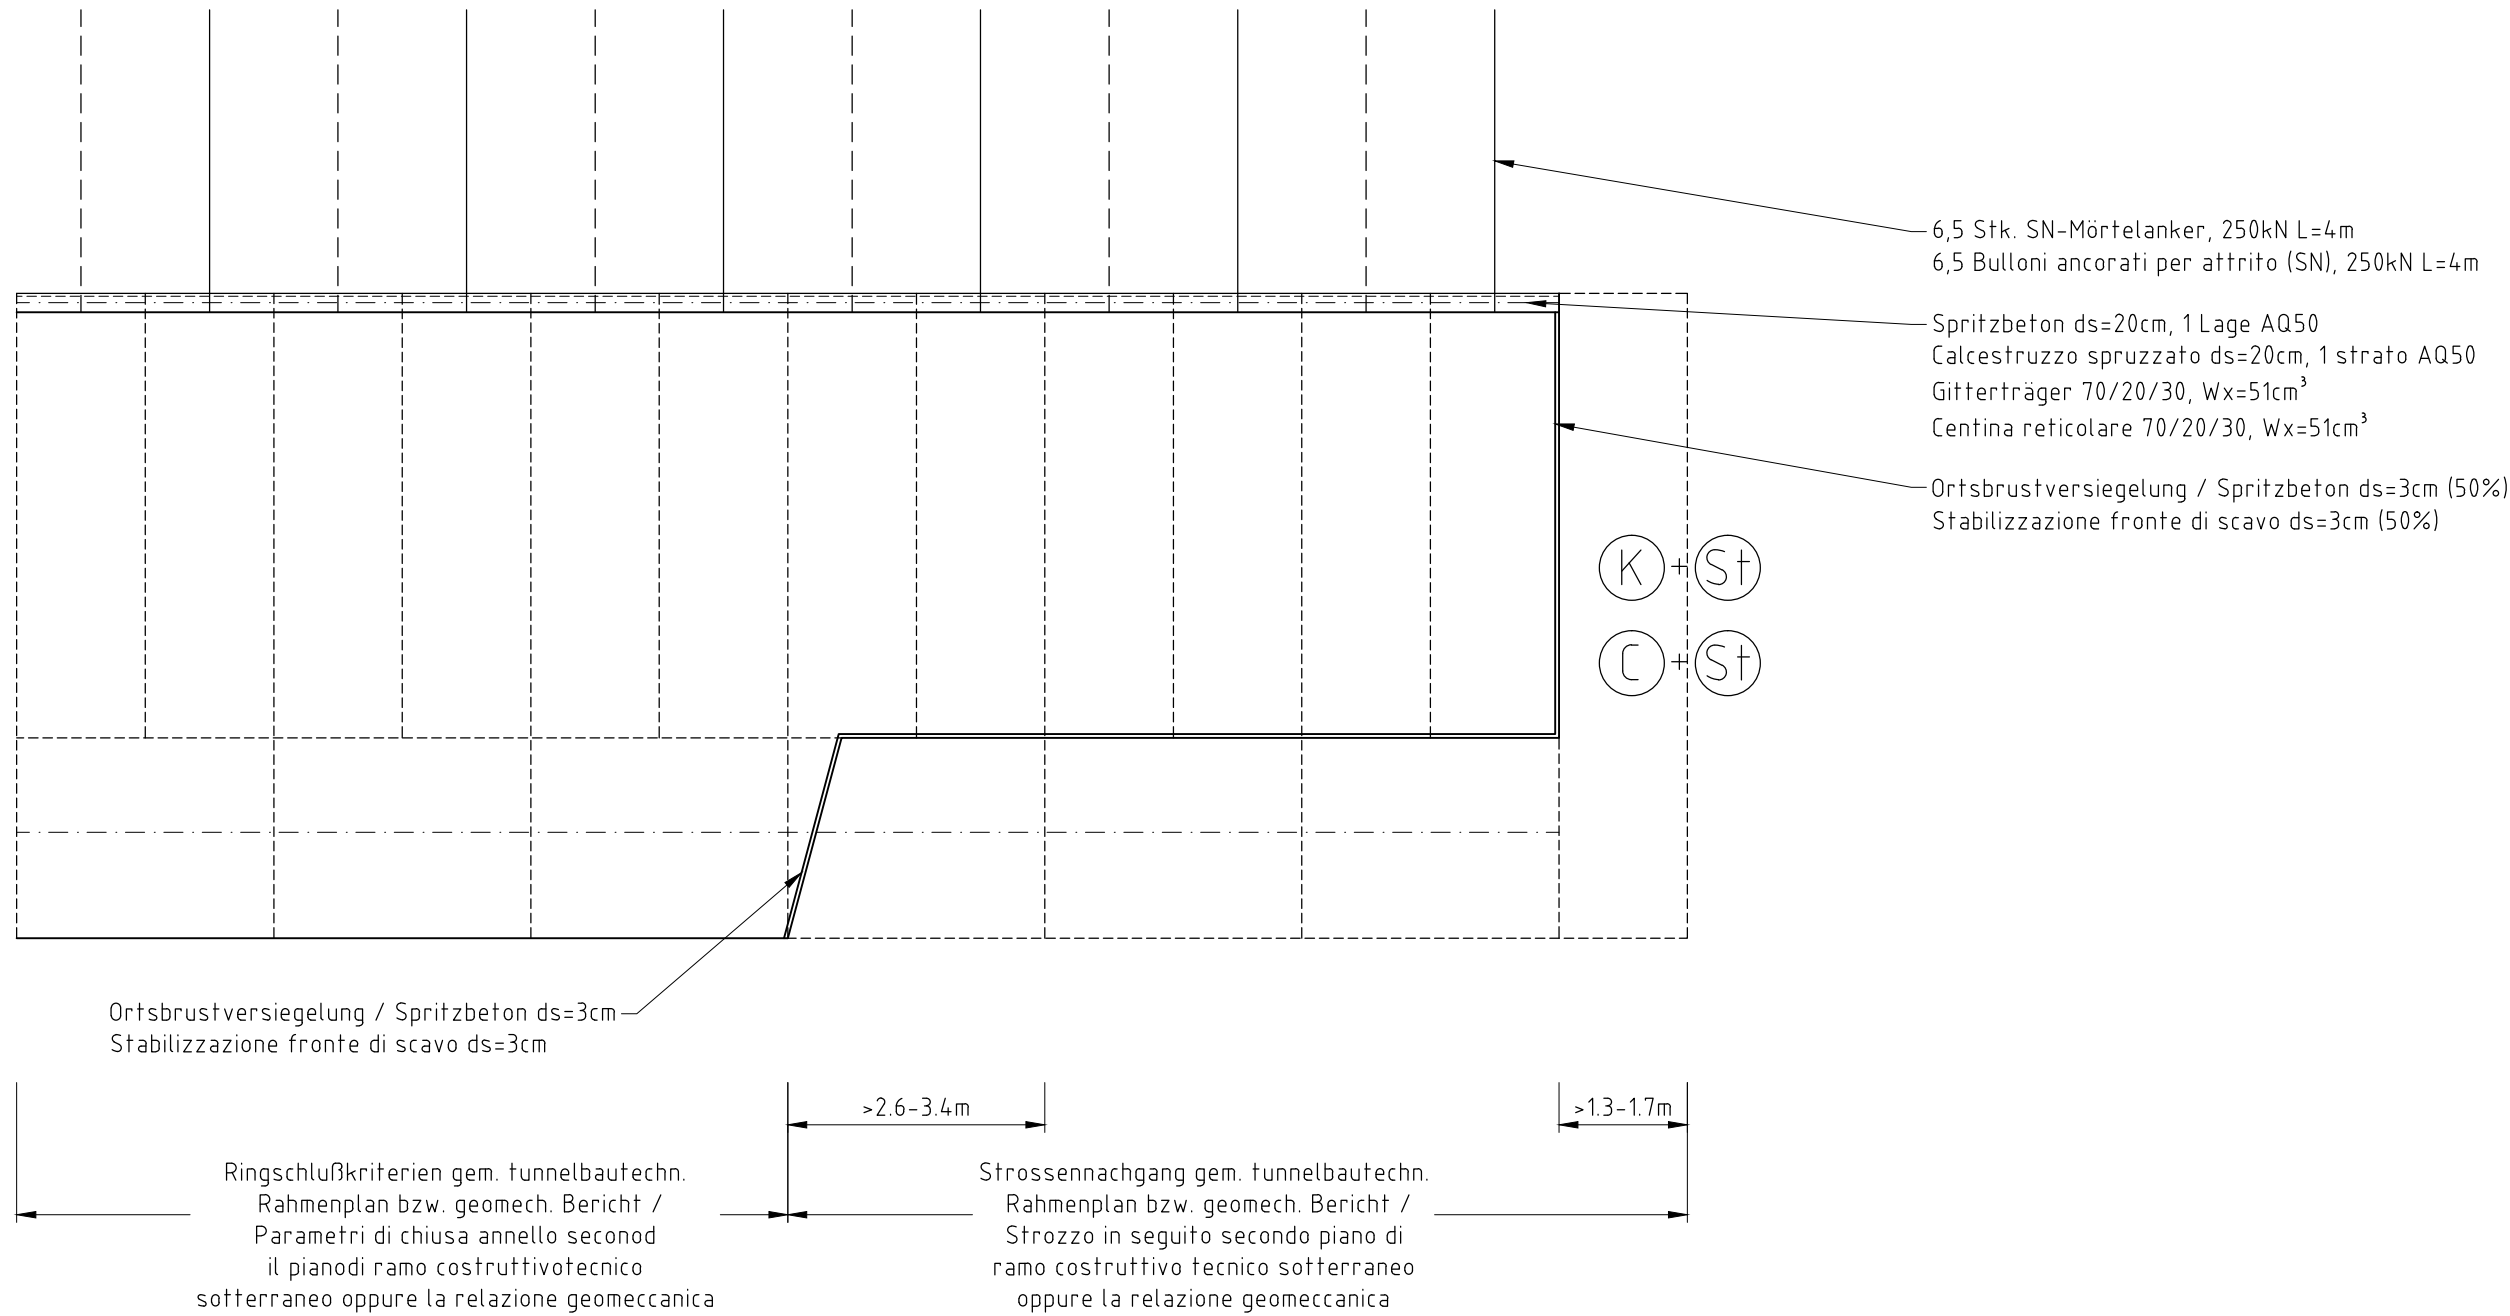 6,5 Stk. SN-Mörtelanker, 250kN L=4m
6,5 Bulloni ancorati per attrito (SN), 250kN L=4m
Spritzbeton ds=20cm, 1 Lage AQ50
Calcestruzzo spruzzato ds=20cm, 1 strato AQ50
Gitterträger 70/20/30, Wx=51cm³
Centina reticolare 70/20/30, Wx=51cm³
Ortsbrustversiegelung / Spritzbeton ds=3cm (50%)
Stabilizzazione fronte di scavo ds=3cm (50%)
K + St
C + St
Ortsbrustversiegelung / Spritzbeton ds=3cm
Stabilizzazione fronte di scavo ds=3cm
>2.6-3.4m
>1.3-1.7m
Ringschlußkriterien gem. tunnelbautechn.
Rahmenplan bzw. geomech. Bericht /
Parametri di chiusa annello seconod
il pianodi ramo costruttivotecnico
sotterraneo oppure la relazione geomeccanica
Strossennachgang gem. tunnelbautechn.
Rahmenplan bzw. geomech. Bericht /
Strozzo in seguito secondo piano di
ramo costruttivo tecnico sotterraneo
oppure la relazione geomeccanica